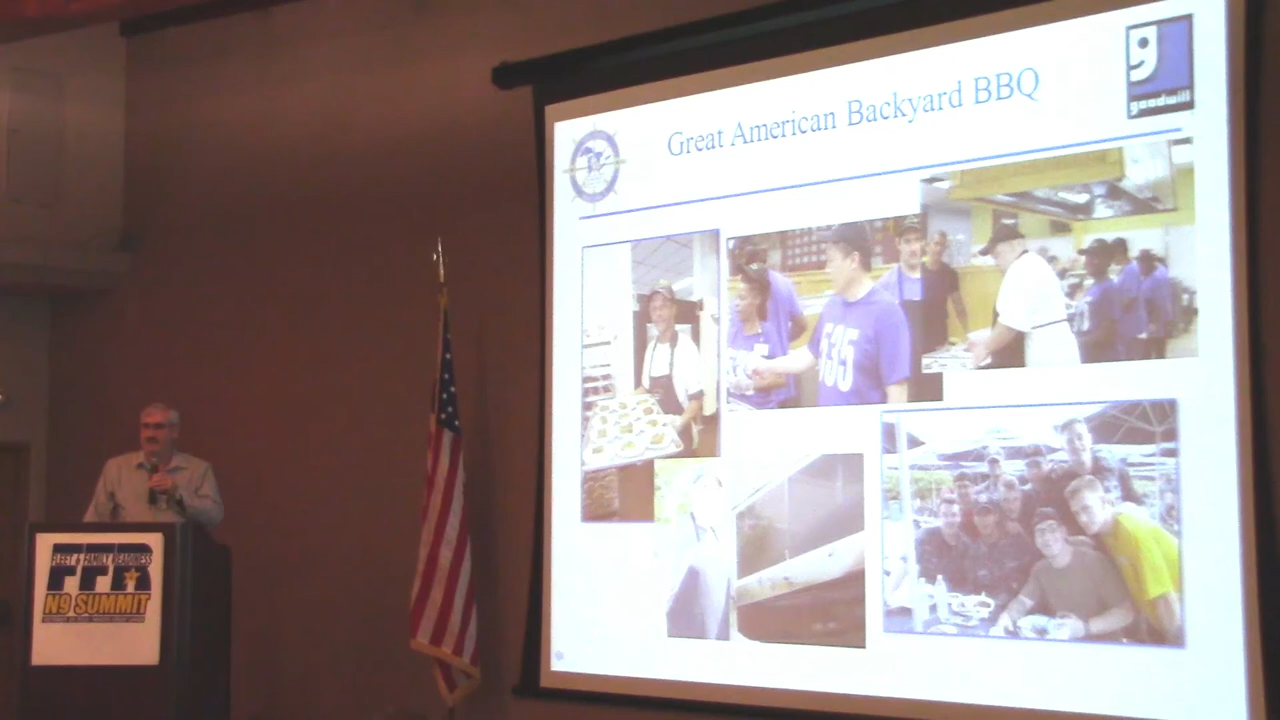 Great American Backyard BBQ
g
goodwill
535
FLEET & FAMILY READINESS
FFR
N9 SUMMIT